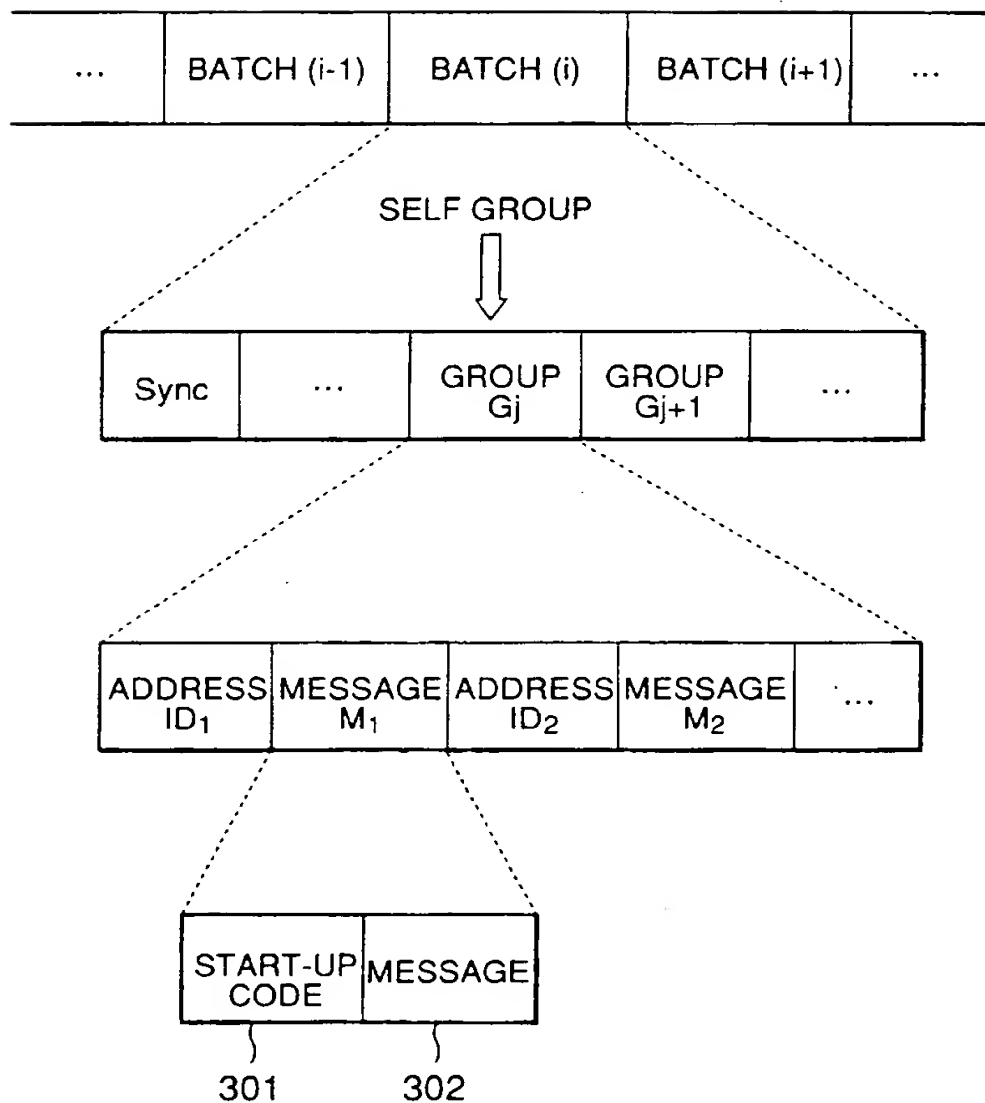 ... BATCH (i-1) BATCH (i) BATCH (i+1) ...
SELF GROUP
Sync ... GROUP Gj GROUP Gj+1 ...
ADDRESS ID1 MESSAGE M1 ADDRESS ID2 MESSAGE M2 ...
START-UP CODE MESSAGE
301 302